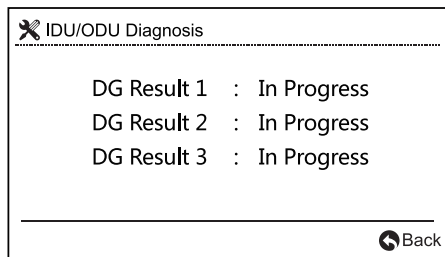 IDU/ODU Diagnosis
DG Result 1 : In Progress
DG Result 2 : In Progress
DG Result 3 : In Progress
Back